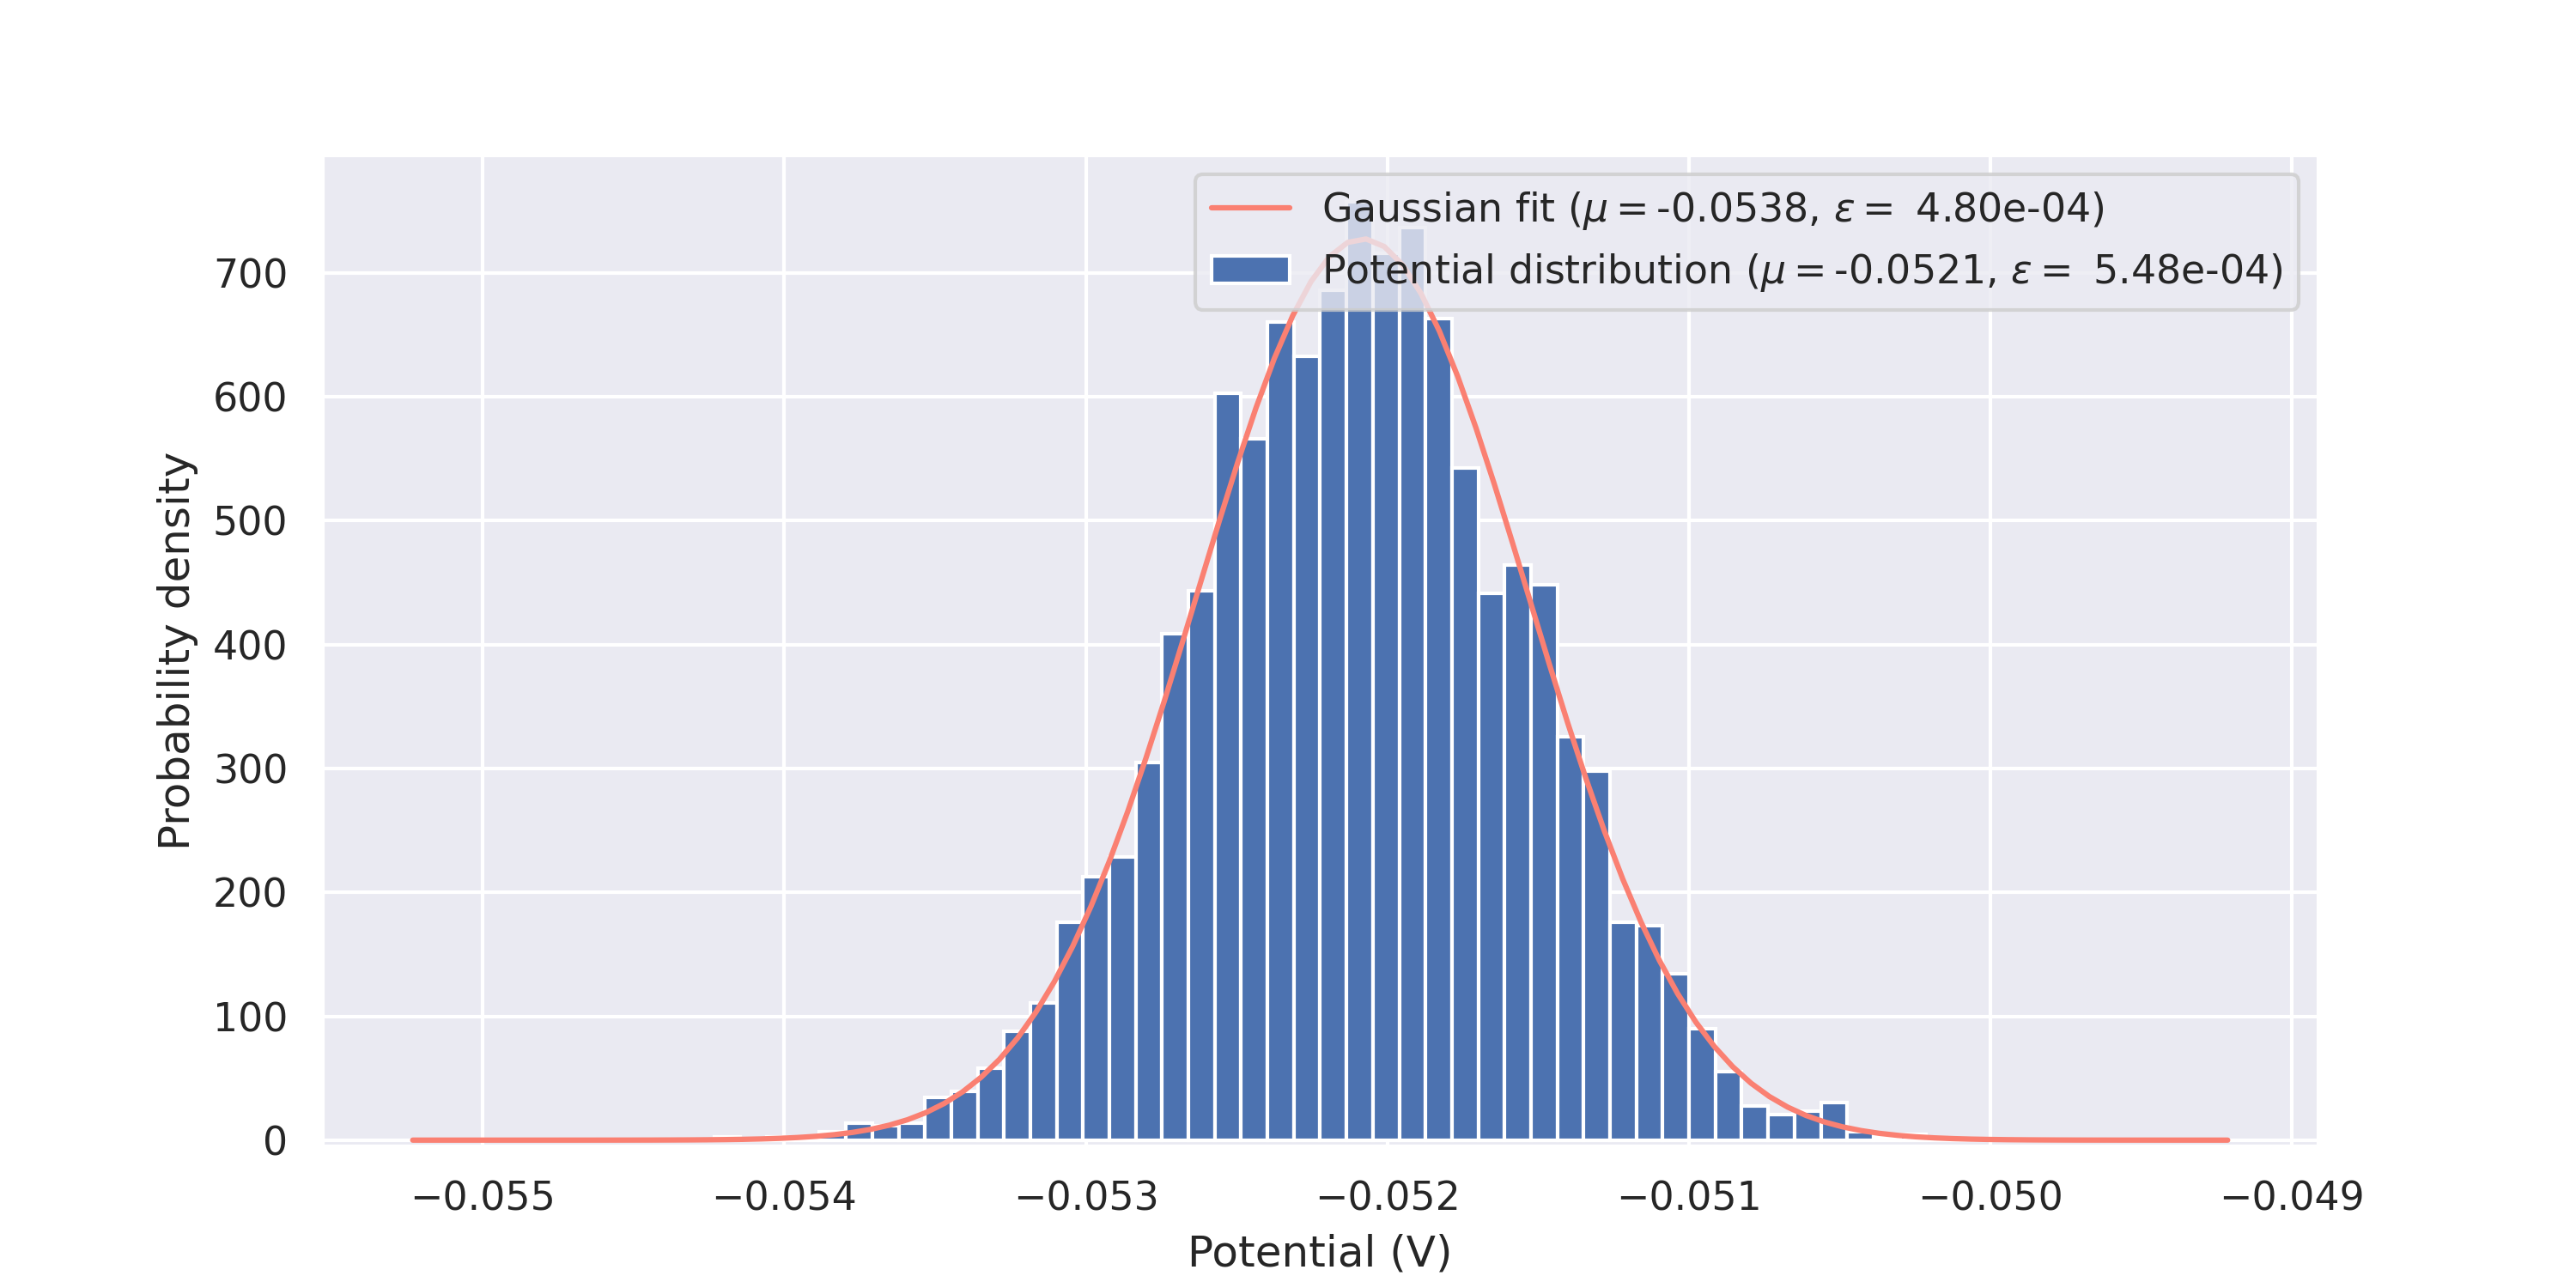 Gaussian fit (μ = -0.0538, ε = 4.80e-04)
Potential distribution (μ = -0.0521, ε = 5.48e-04)
700
600
500
400
300
200
100
0
Probability density
−0.055 −0.054 −0.053 −0.052 −0.051 −0.050 −0.049
Potential (V)